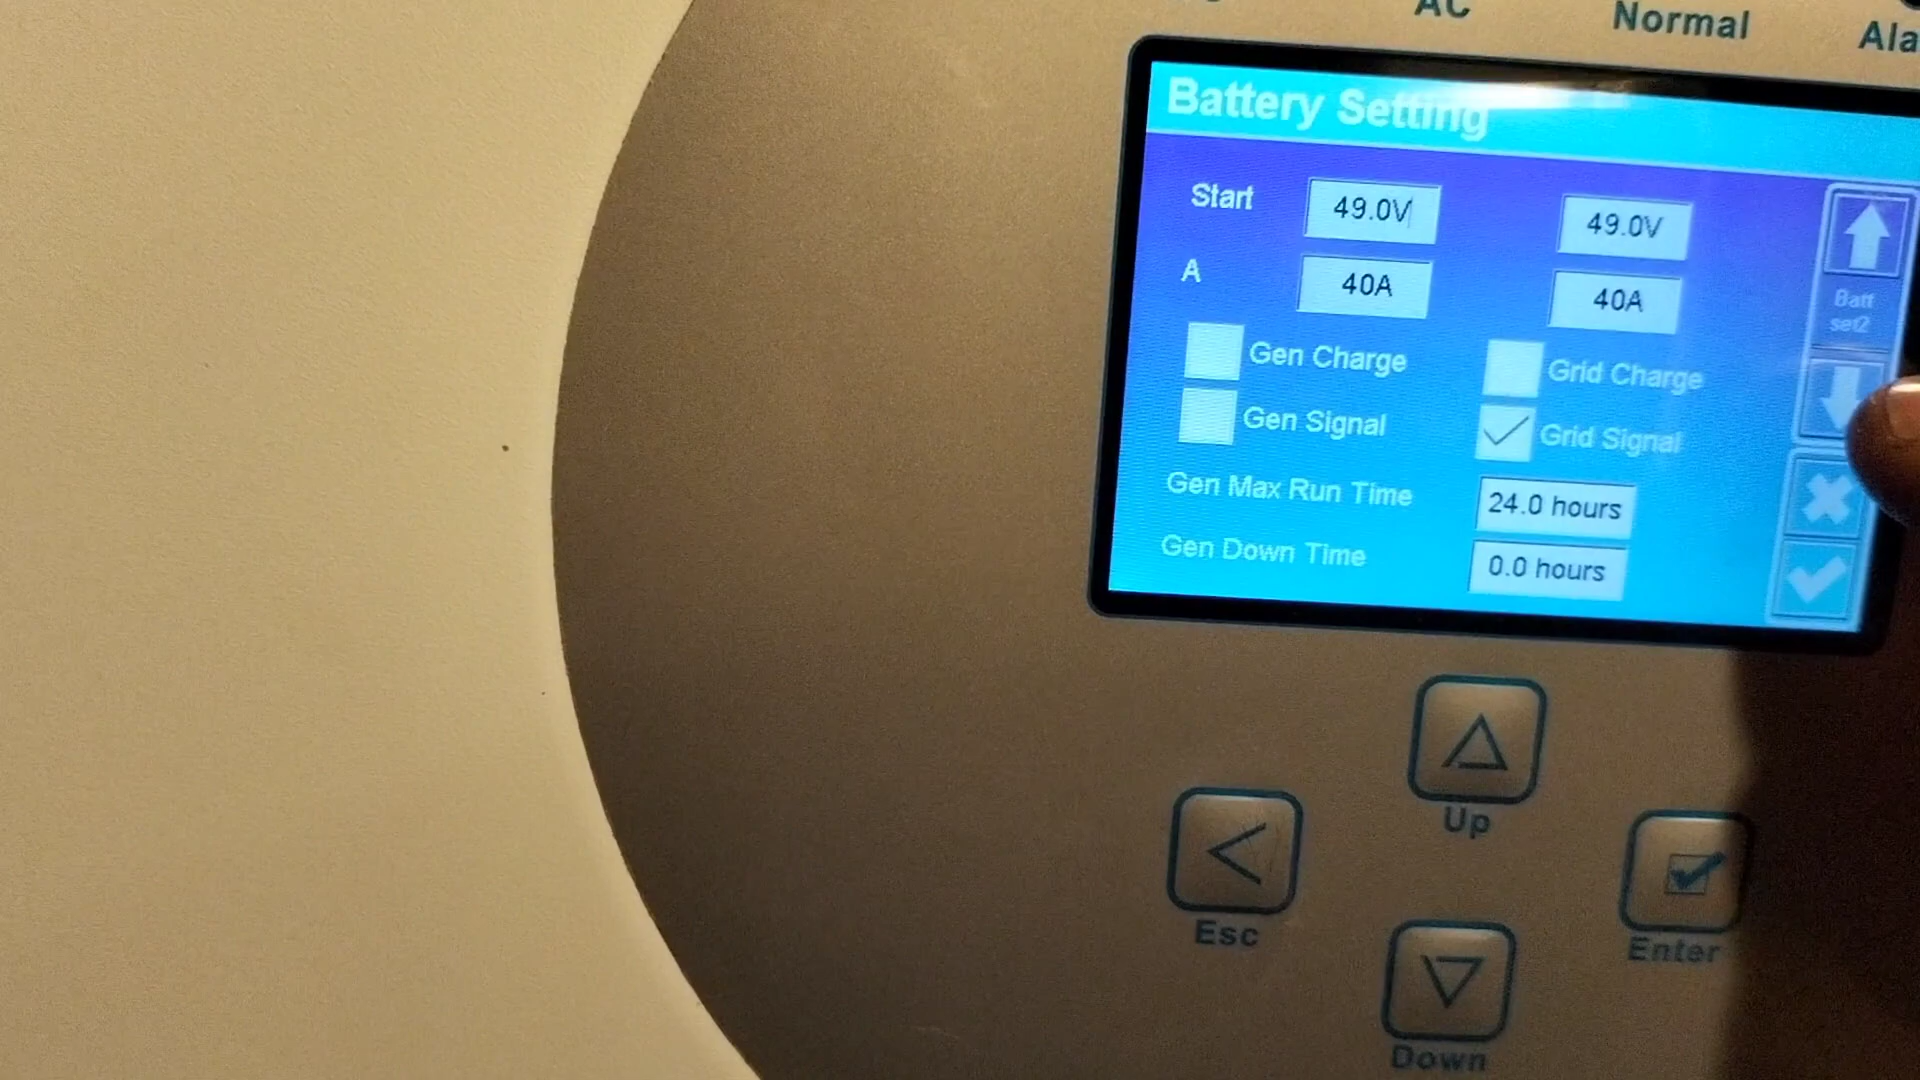 AC Normal
Battery Setting
Start 49.0V 49.0V
A 40A 40A
Batt
set2
Gen Charge Grid Charge
Gen Signal Grid Signal
Gen Max Run Time 24.0 hours
Gen Down Time 0.0 hours
Up
Esc
Enter
Down